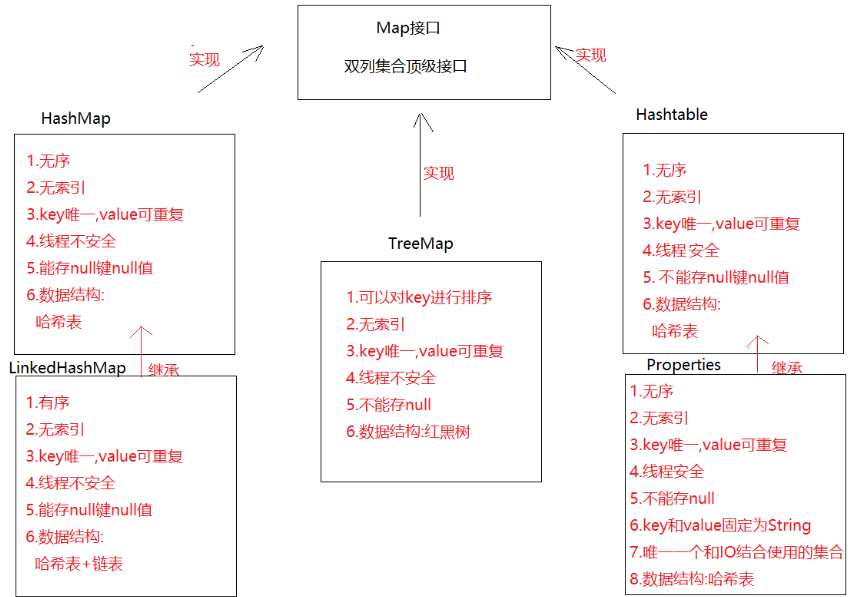 Map接口
双列集合顶级接口
实现
实现
实现
HashMap
1.无序
2.无索引
3.key唯一,value可重复
4.线程不安全
5.能存null键null值
6.数据结构:
哈希表
继承
LinkedHashMap
1.有序
2.无索引
3.key唯一,value可重复
4.线程不安全
5.能存null键null值
6.数据结构:
哈希表+链表
TreeMap
1.可以对key进行排序
2.无索引
3.key唯一,value可重复
4.线程不安全
5.不能存null
6.数据结构:红黑树
Hashtable
1.无序
2.无索引
3.key唯一,value可重复
4.线程安全
5. 不能存null键null值
6.数据结构:
哈希表
继承
Properties
1.无序
2.无索引
3.key唯一,value可重复
4.线程安全
5.不能存null
6.key和value固定为String
7.唯一一个和IO结合使用的集合
8.数据结构:哈希表